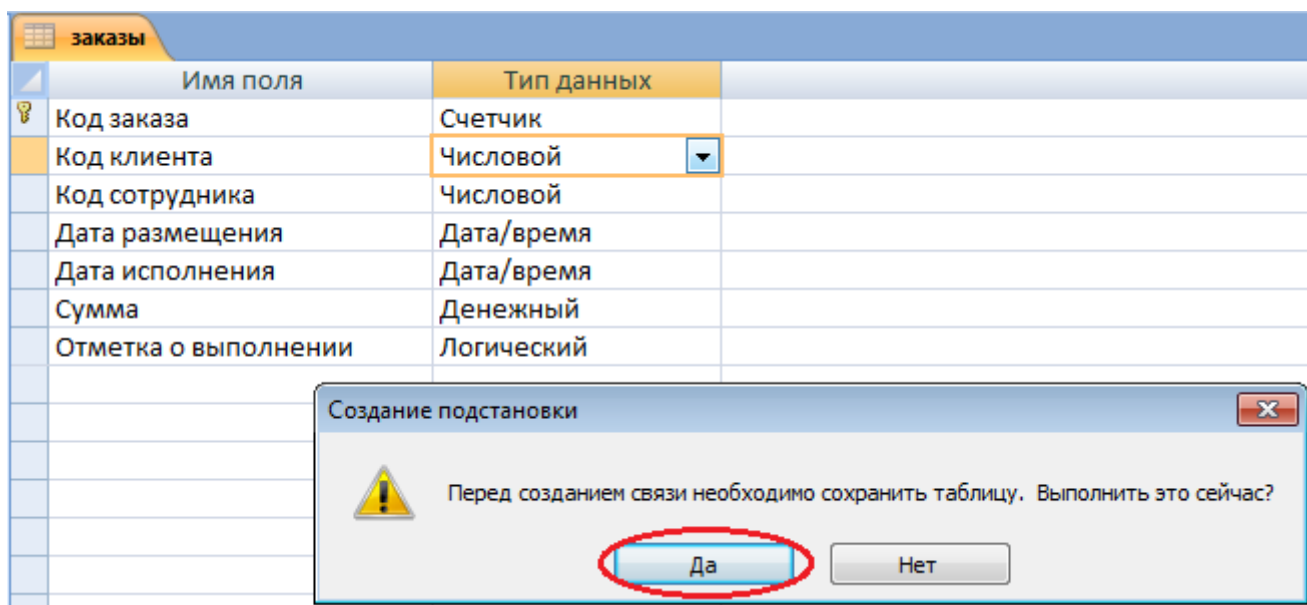 заказы
Имя поля Тип данных
Код заказа Счетчик
Код клиента Числовой
Код сотрудника Числовой
Дата размещения Дата/время
Дата исполнения Дата/время
Сумма Денежный
Отметка о выполнении Логический
Создание подстановки
Перед созданием связи необходимо сохранить таблицу. Выполнить это сейчас?
Да Нет